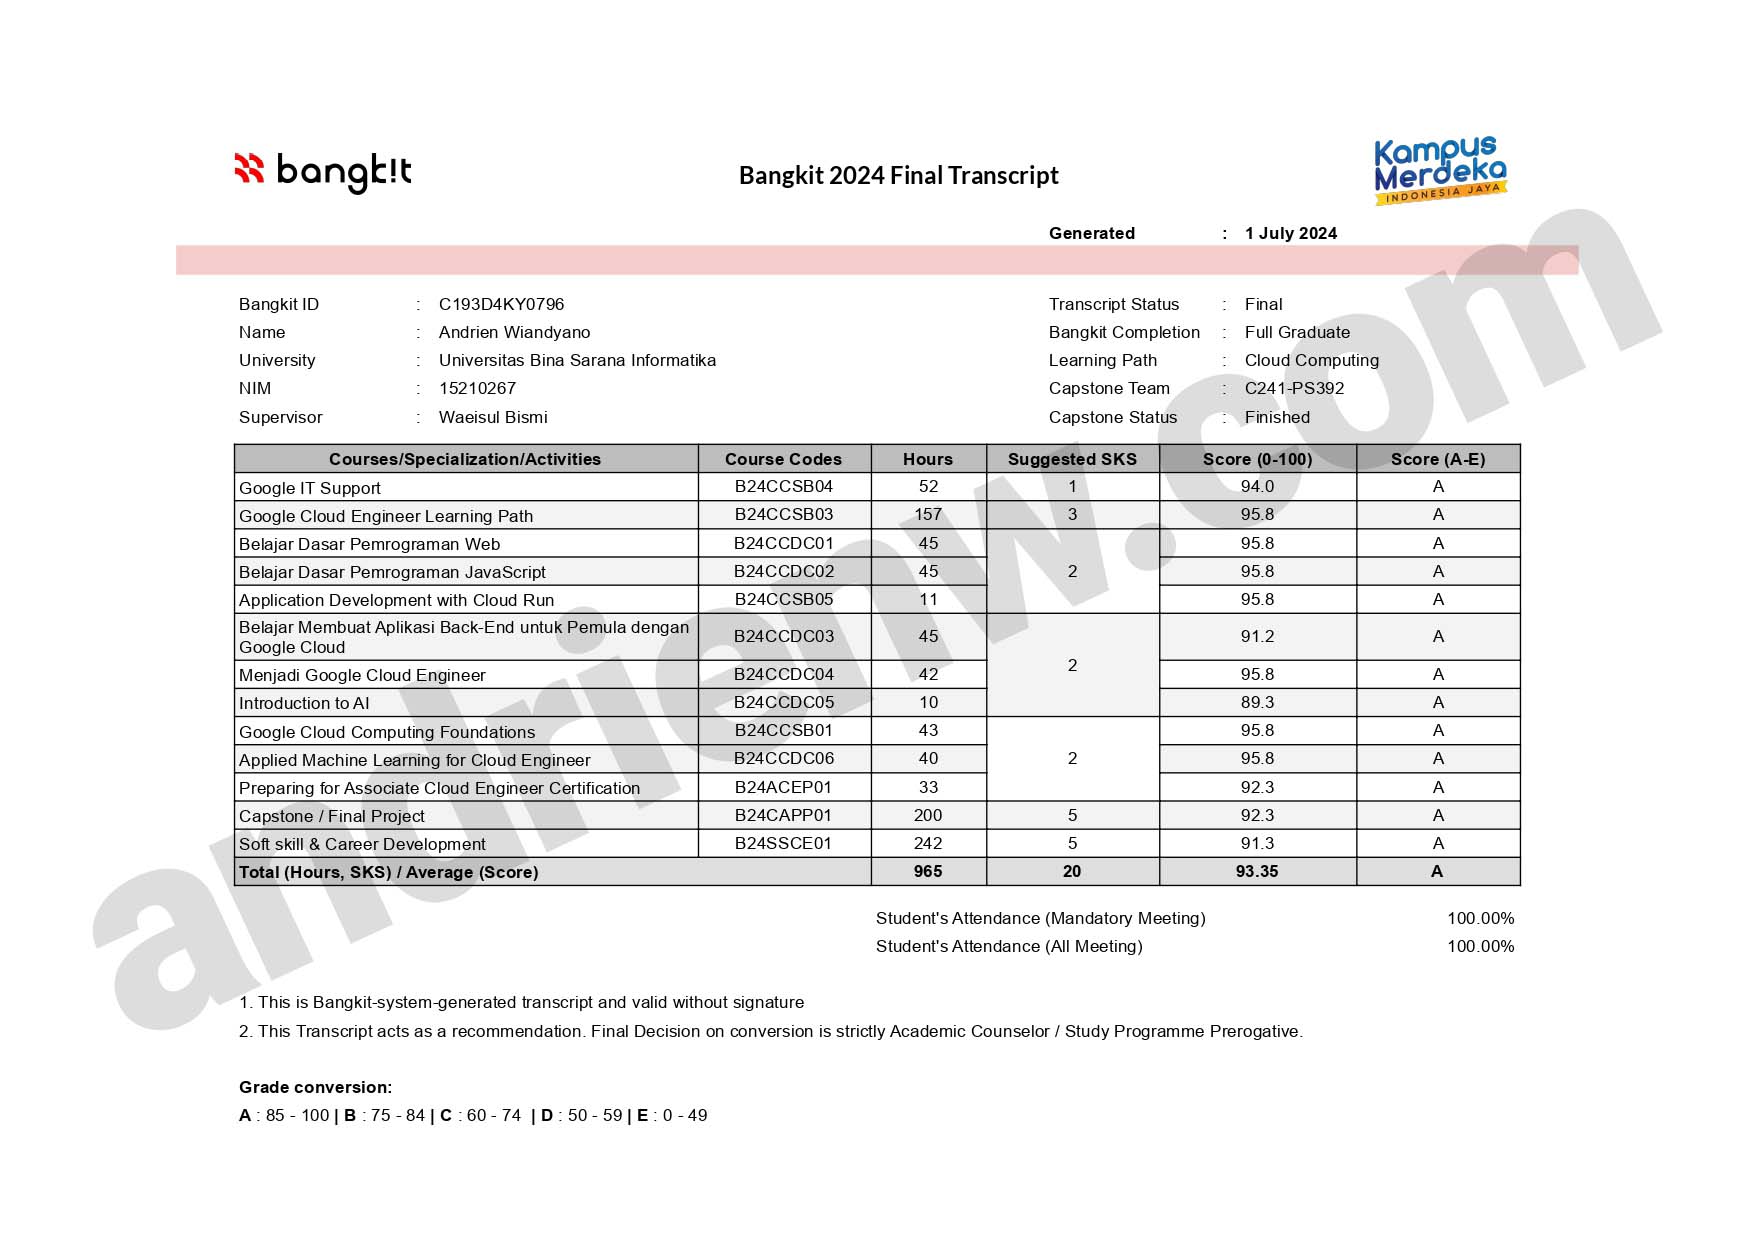 bangk!t
Bangkit 2024 Final Transcript
Kampus
Merdeka
INDONESIA JAYA
Generated : 1 July 2024
Bangkit ID : C193D4KY0796 Transcript Status : Final
Name : Andrien Wiandyano Bangkit Completion : Full Graduate
University : Universitas Bina Sarana Informatika Learning Path : Cloud Computing
NIM : 15210267 Capstone Team : C241-PS392
Supervisor : Waeisul Bismi Capstone Status : Finished
Courses/Specialization/Activities Course Codes Hours Suggested SKS Score (0-100) Score (A-E)
Google IT Support B24CCSB04 52 1 94.0 A
Google Cloud Engineer Learning Path B24CCSB03 157 3 95.8 A
Belajar Dasar Pemrograman Web B24CCDC01 45 95.8 A
Belajar Dasar Pemrograman JavaScript B24CCDC02 45 2 95.8 A
Application Development with Cloud Run B24CCSB05 11 95.8 A
Belajar Membuat Aplikasi Back-End untuk Pemula dengan
Google Cloud B24CCDC03 45 2 91.2 A
Menjadi Google Cloud Engineer B24CCDC04 42 95.8 A
Introduction to AI B24CCDC05 10 89.3 A
Google Cloud Computing Foundations B24CCSB01 43 95.8 A
Applied Machine Learning for Cloud Engineer B24CCDC06 40 2 95.8 A
Preparing for Associate Cloud Engineer Certification B24ACEP01 33 92.3 A
Capstone / Final Project B24CAPP01 200 5 92.3 A
Soft skill & Career Development B24SSCE01 242 5 91.3 A
Total (Hours, SKS) / Average (Score) 965 20 93.35 A
Student's Attendance (Mandatory Meeting) 100.00%
Student's Attendance (All Meeting) 100.00%
1. This is Bangkit-system-generated transcript and valid without signature
2. This Transcript acts as a recommendation. Final Decision on conversion is strictly Academic Counselor / Study Programme Prerogative.
Grade conversion:
A : 85 - 100 | B : 75 - 84 | C : 60 - 74 | D : 50 - 59 | E : 0 - 49
andrienw.com